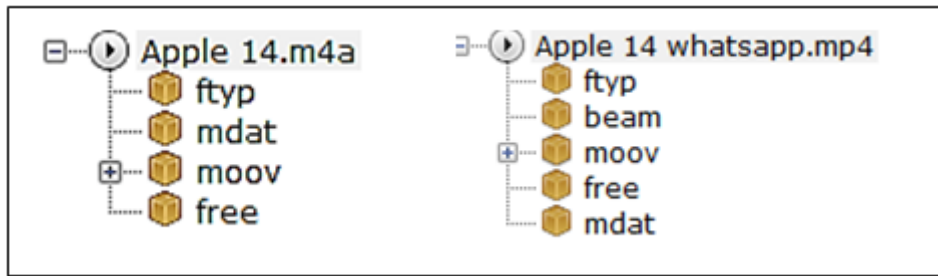 Apple 14.m4a
ftyp
mdat
moov
free
Apple 14 whatsapp.mp4
ftyp
beam
moov
free
mdat